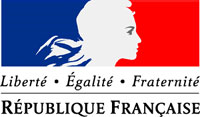 Liberté • Égalité • Fraternité
RÉPUBLIQUE FRANÇAISE